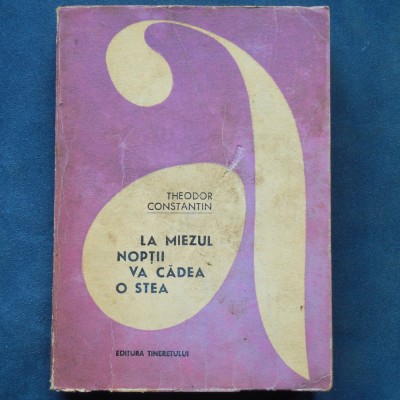 THEODOR
CONSTANTIN
LA MIEZUL
NOPȚII
VA CĂDEA
O STEA
EDITURA TINERETULUI